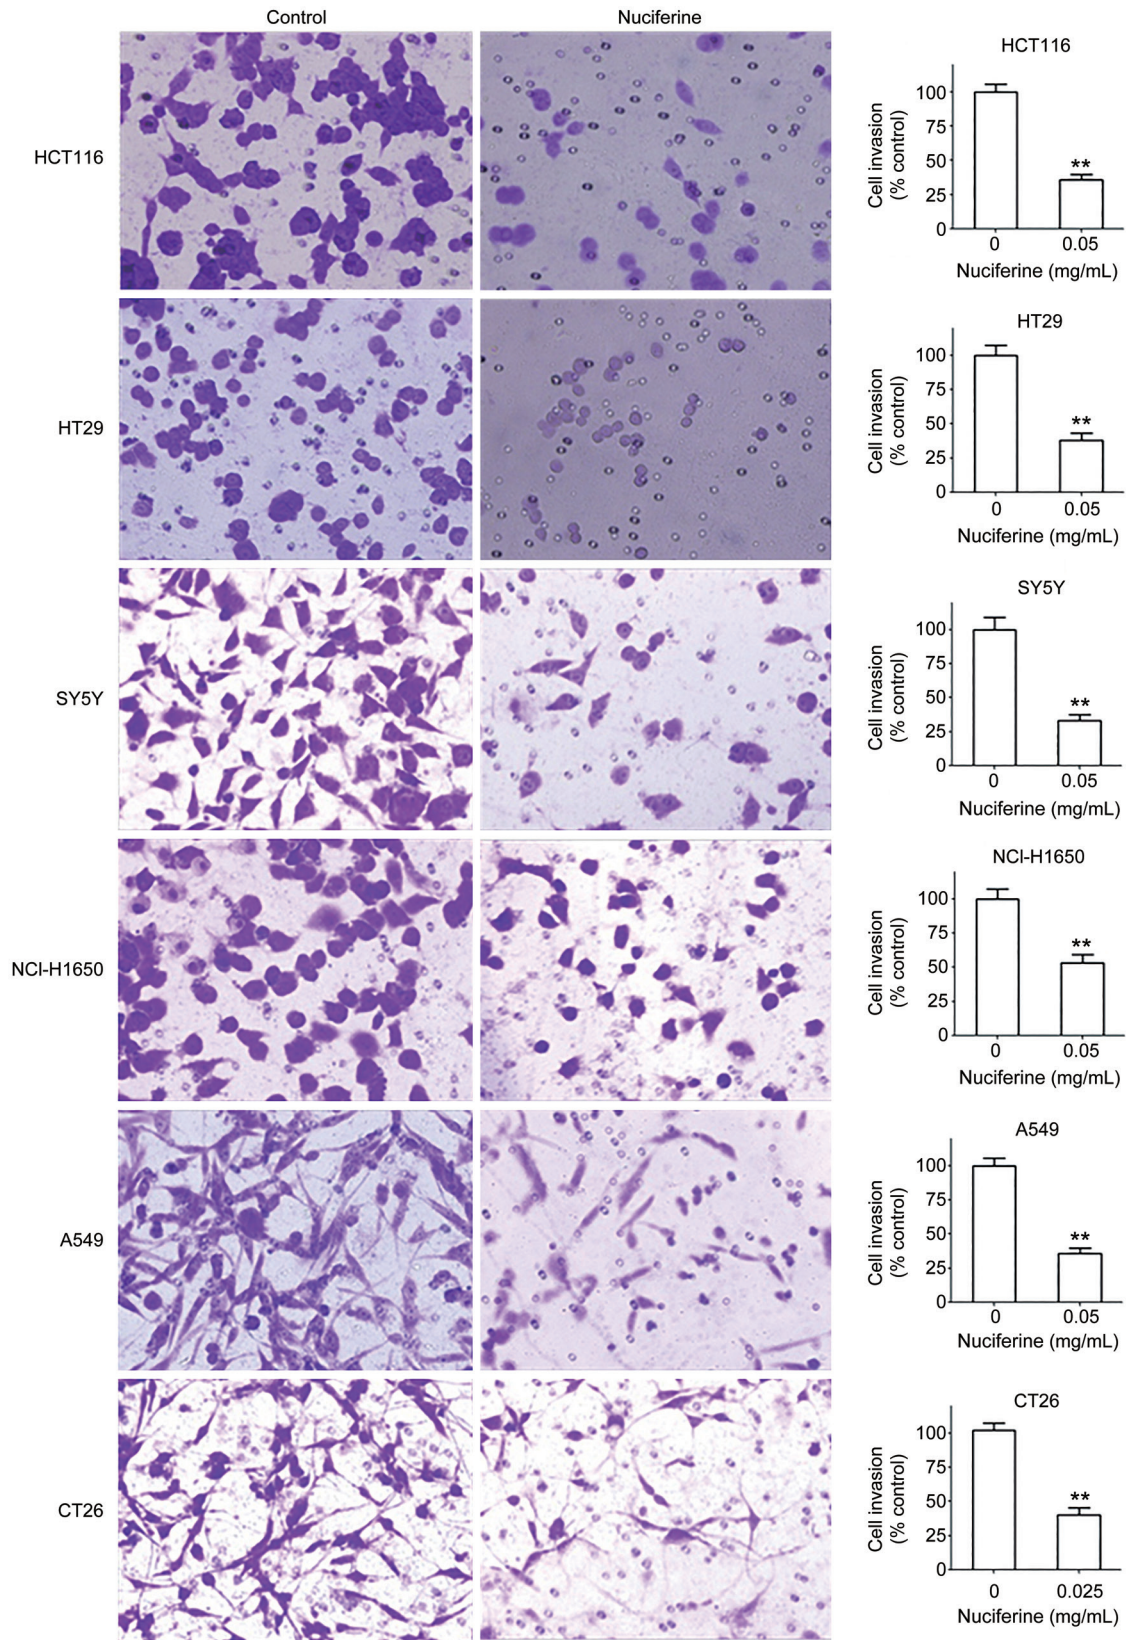 Control
Nuciferine
HCT116
HCT116
Cell invasion
(% control)
100
75
50
25
0
**
0
0.05
Nuciferine (mg/mL)
HT29
HT29
Cell invasion
(% control)
100
75
50
25
0
**
0
0.05
Nuciferine (mg/mL)
SY5Y
SY5Y
Cell invasion
(% control)
100
75
50
25
0
**
0
0.05
Nuciferine (mg/mL)
NCI-H1650
NCI-H1650
Cell invasion
(% control)
100
75
50
25
0
**
0
0.05
Nuciferine (mg/mL)
A549
A549
Cell invasion
(% control)
100
75
50
25
0
**
0
0.05
Nuciferine (mg/mL)
CT26
CT26
Cell invasion
(% control)
100
75
50
25
0
**
0
0.025
Nuciferine (mg/mL)